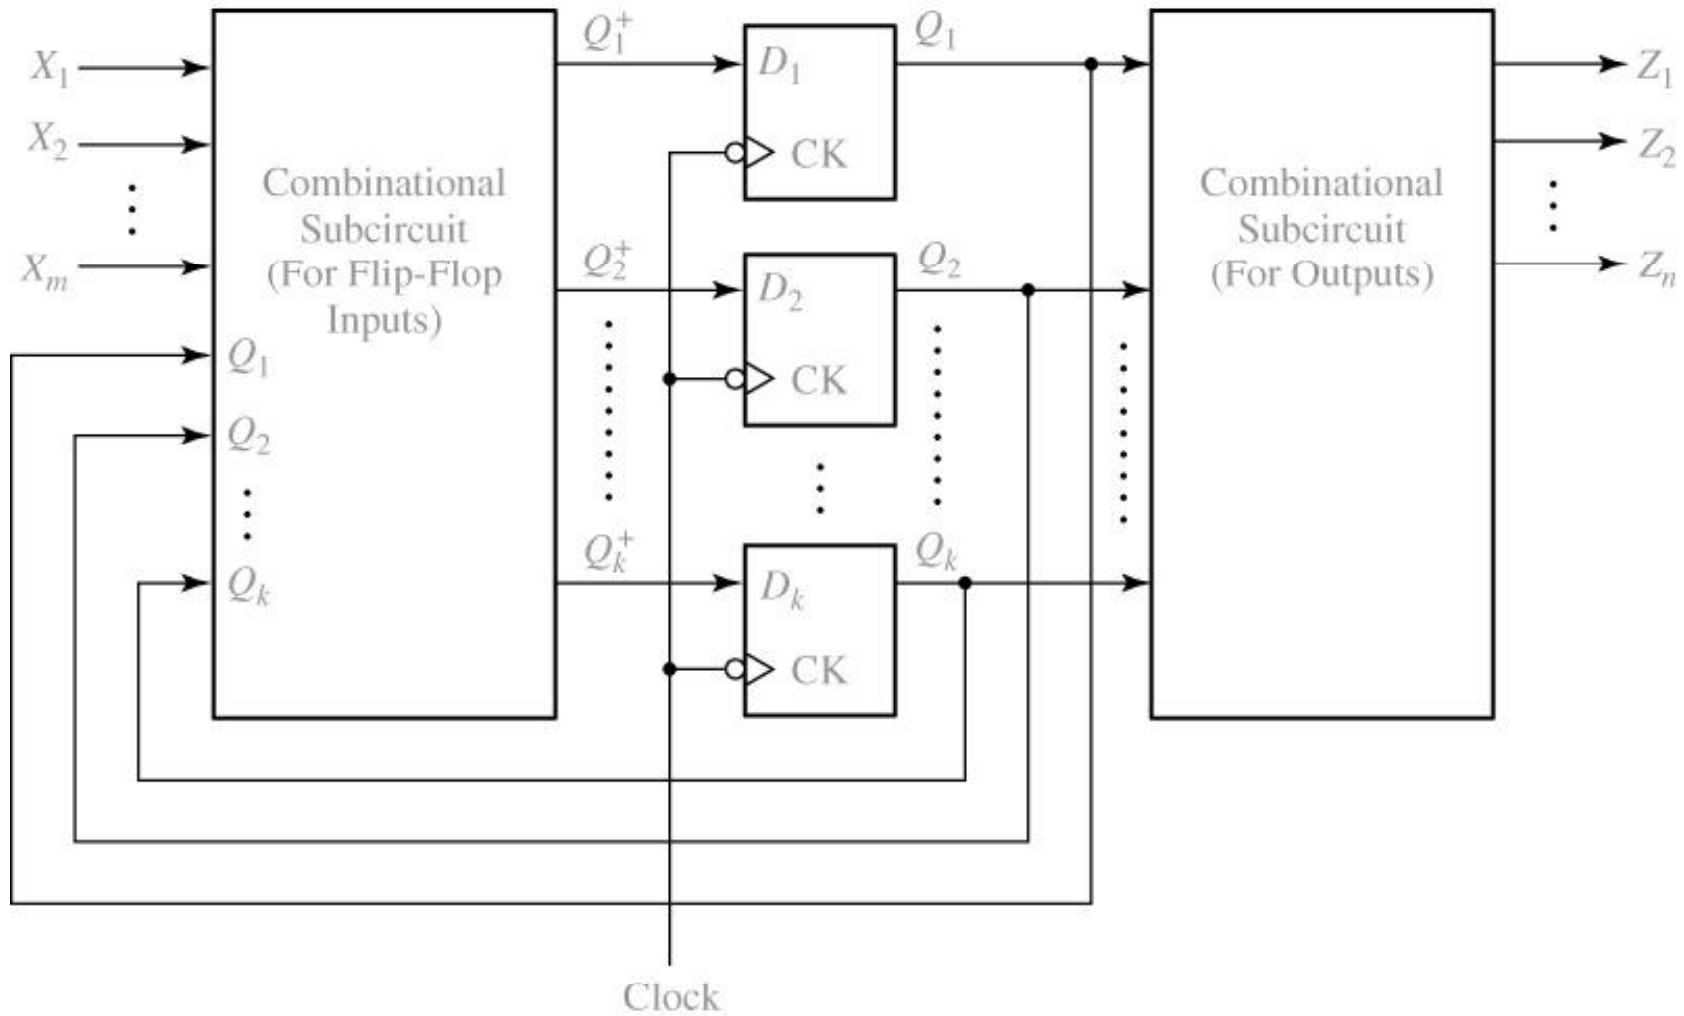 X₁
X₂
Xₘ
Combinational
Subcircuit
(For Flip-Flop
Inputs)
Q₁
Q₂
Qₖ
Q₁⁺
Q₂⁺
Qₖ⁺
D₁
CK
D₂
CK
Dₖ
CK
Q₁
Q₂
Qₖ
Combinational
Subcircuit
(For Outputs)
Z₁
Z₂
Zₙ
Clock